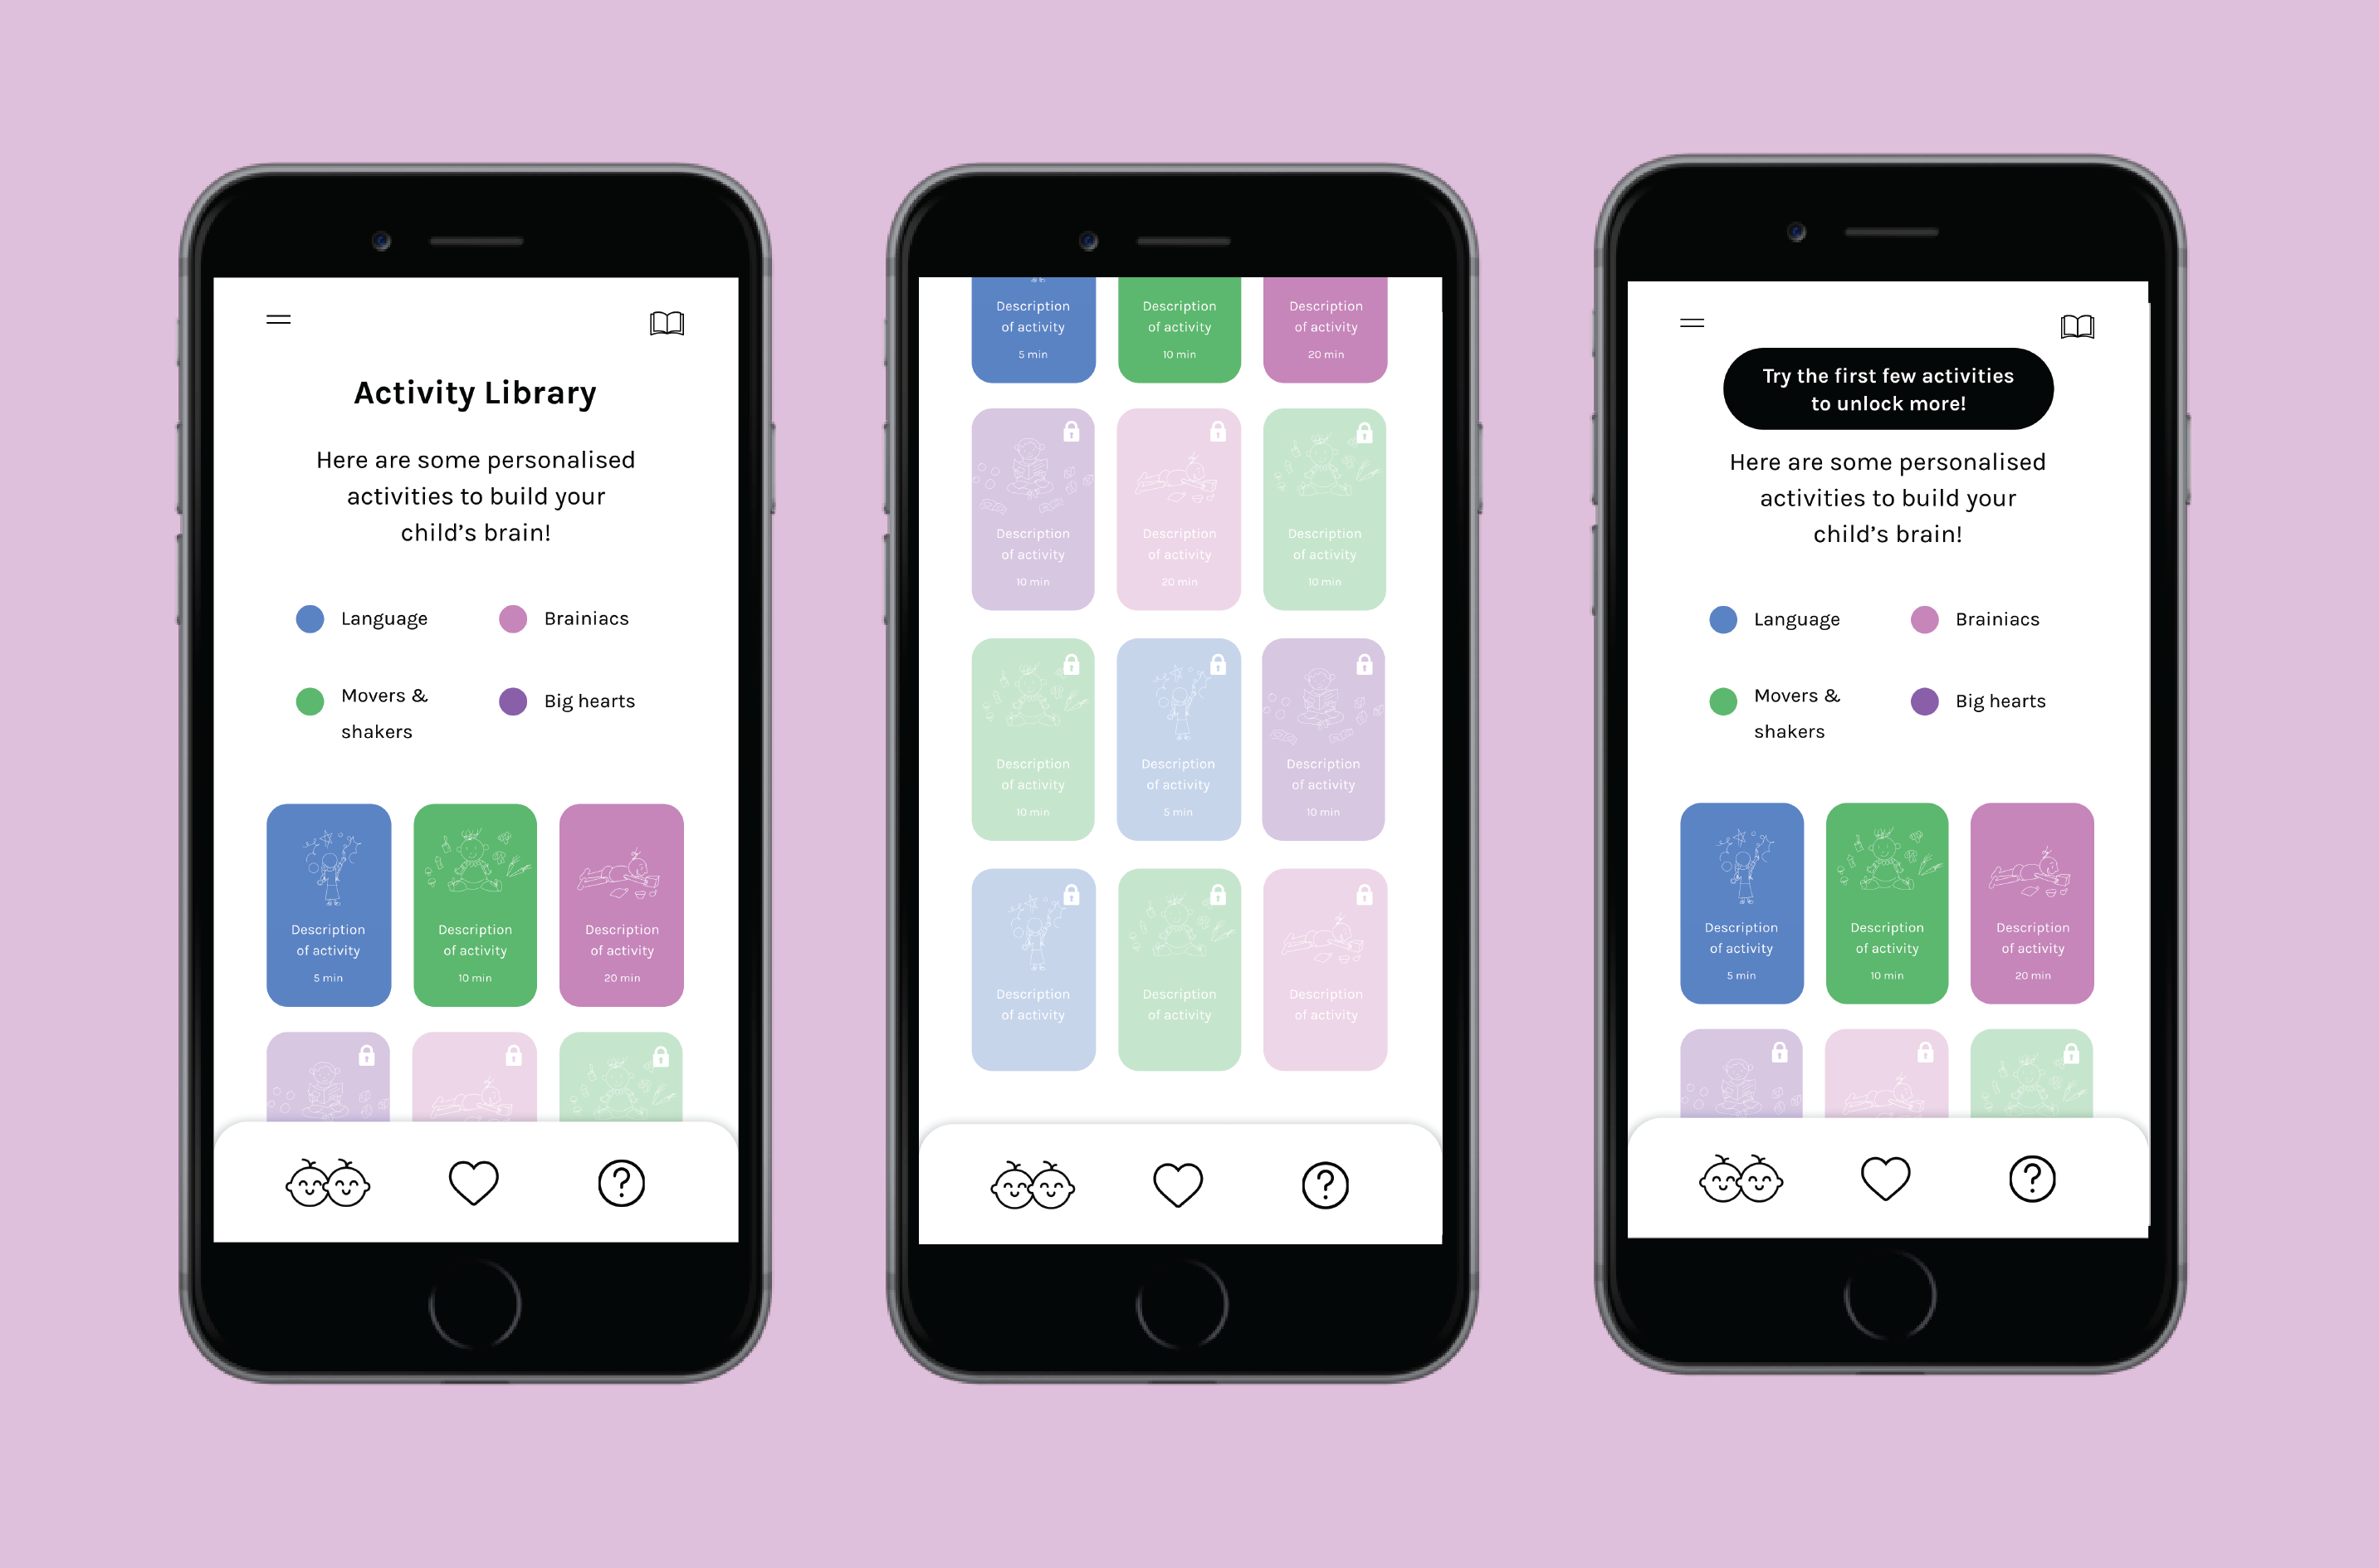 Activity Library
Here are some personalised
activities to build your
child's brain!
Language
Brainiacs
Movers &
shakers
Big hearts
Description
of activity
5 min
Description
of activity
10 min
Description
of activity
20 min
Description
of activity
5 min
Description
of activity
10 min
Description
of activity
20 min
Description
of activity
10 min
Description
of activity
20 min
Description
of activity
10 min
Description
of activity
10 min
Description
of activity
5 min
Description
of activity
10 min
Description
of activity
Description
of activity
Description
of activity
Try the first few activities
to unlock more!
Here are some personalised
activities to build your
child's brain!
Language
Brainiacs
Movers &
shakers
Big hearts
Description
of activity
5 min
Description
of activity
10 min
Description
of activity
20 min